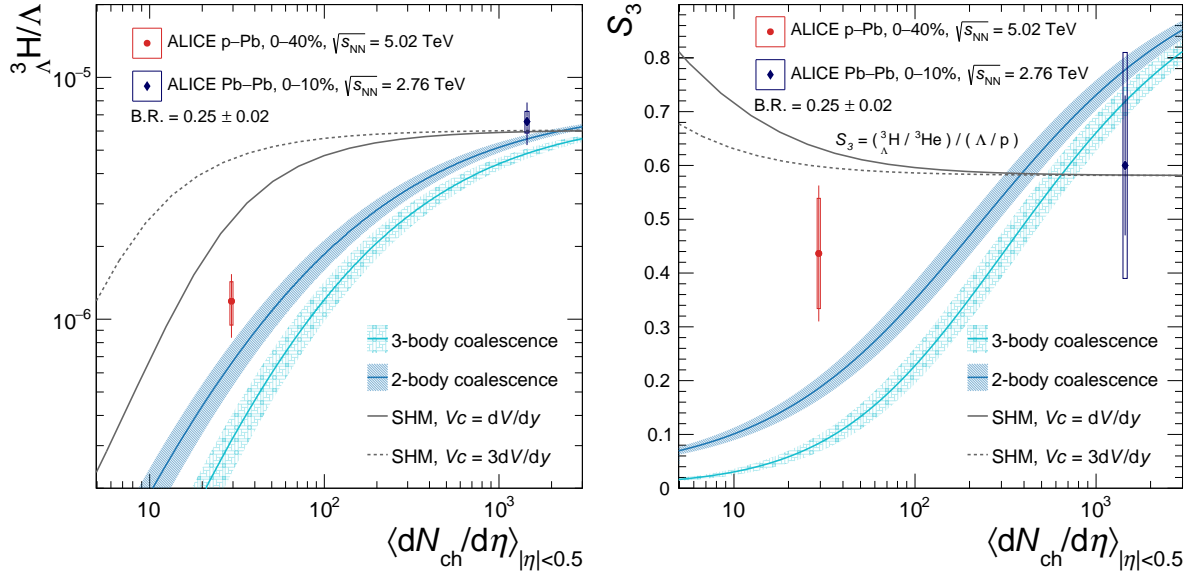 ³ΛH/Λ
ALICE p–Pb, 0–40%, √sNN = 5.02 TeV
ALICE Pb–Pb, 0–10%, √sNN = 2.76 TeV
B.R. = 0.25 ± 0.02
10⁻⁵
10⁻⁶
3-body coalescence
2-body coalescence
SHM, Vc = dV/dy
SHM, Vc = 3dV/dy
10 10² 10³
⟨dNch/dη⟩|η|<0.5
S₃
ALICE p–Pb, 0–40%, √sNN = 5.02 TeV
ALICE Pb–Pb, 0–10%, √sNN = 2.76 TeV
B.R. = 0.25 ± 0.02
S₃ = (³ΛH / ³He) / (Λ / p)
0.8
0.7
0.6
0.5
0.4
0.3
0.2
0.1
0
3-body coalescence
2-body coalescence
SHM, Vc = dV/dy
SHM, Vc = 3dV/dy
10 10² 10³
⟨dNch/dη⟩|η|<0.5